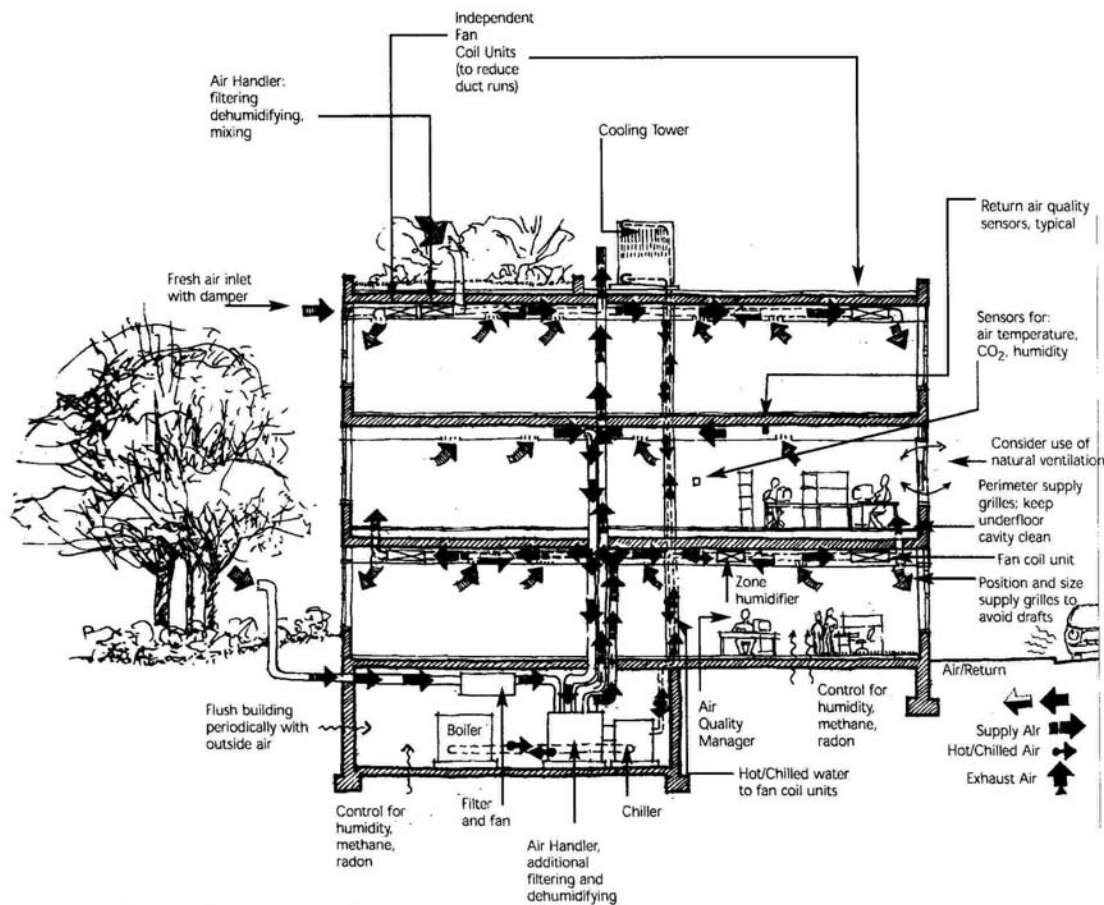 Independent
Fan
Coil Units
(to reduce
duct runs)
Air Handler:
filtering
dehumidifying,
mixing
Cooling Tower
Return air quality
sensors, typical
Fresh air inlet
with damper
Sensors for:
air temperature,
CO2, humidity
Consider use of
natural ventilation
Perimeter supply
grilles; keep
underfloor
cavity clean
Fan coil unit
Zone
humidifier
Position and size
supply grilles to
avoid drafts
Air/Return
Flush building
periodically with
outside air
Boiler
Air
Quality
Manager
Control for
humidity,
methane,
radon
Supply Air
Hot/Chilled Air
Exhaust Air
Hot/Chilled water
to fan coil units
Control for
humidity,
methane,
radon
Filter
and fan
Chiller
Air Handler,
additional
filtering and
dehumidifying